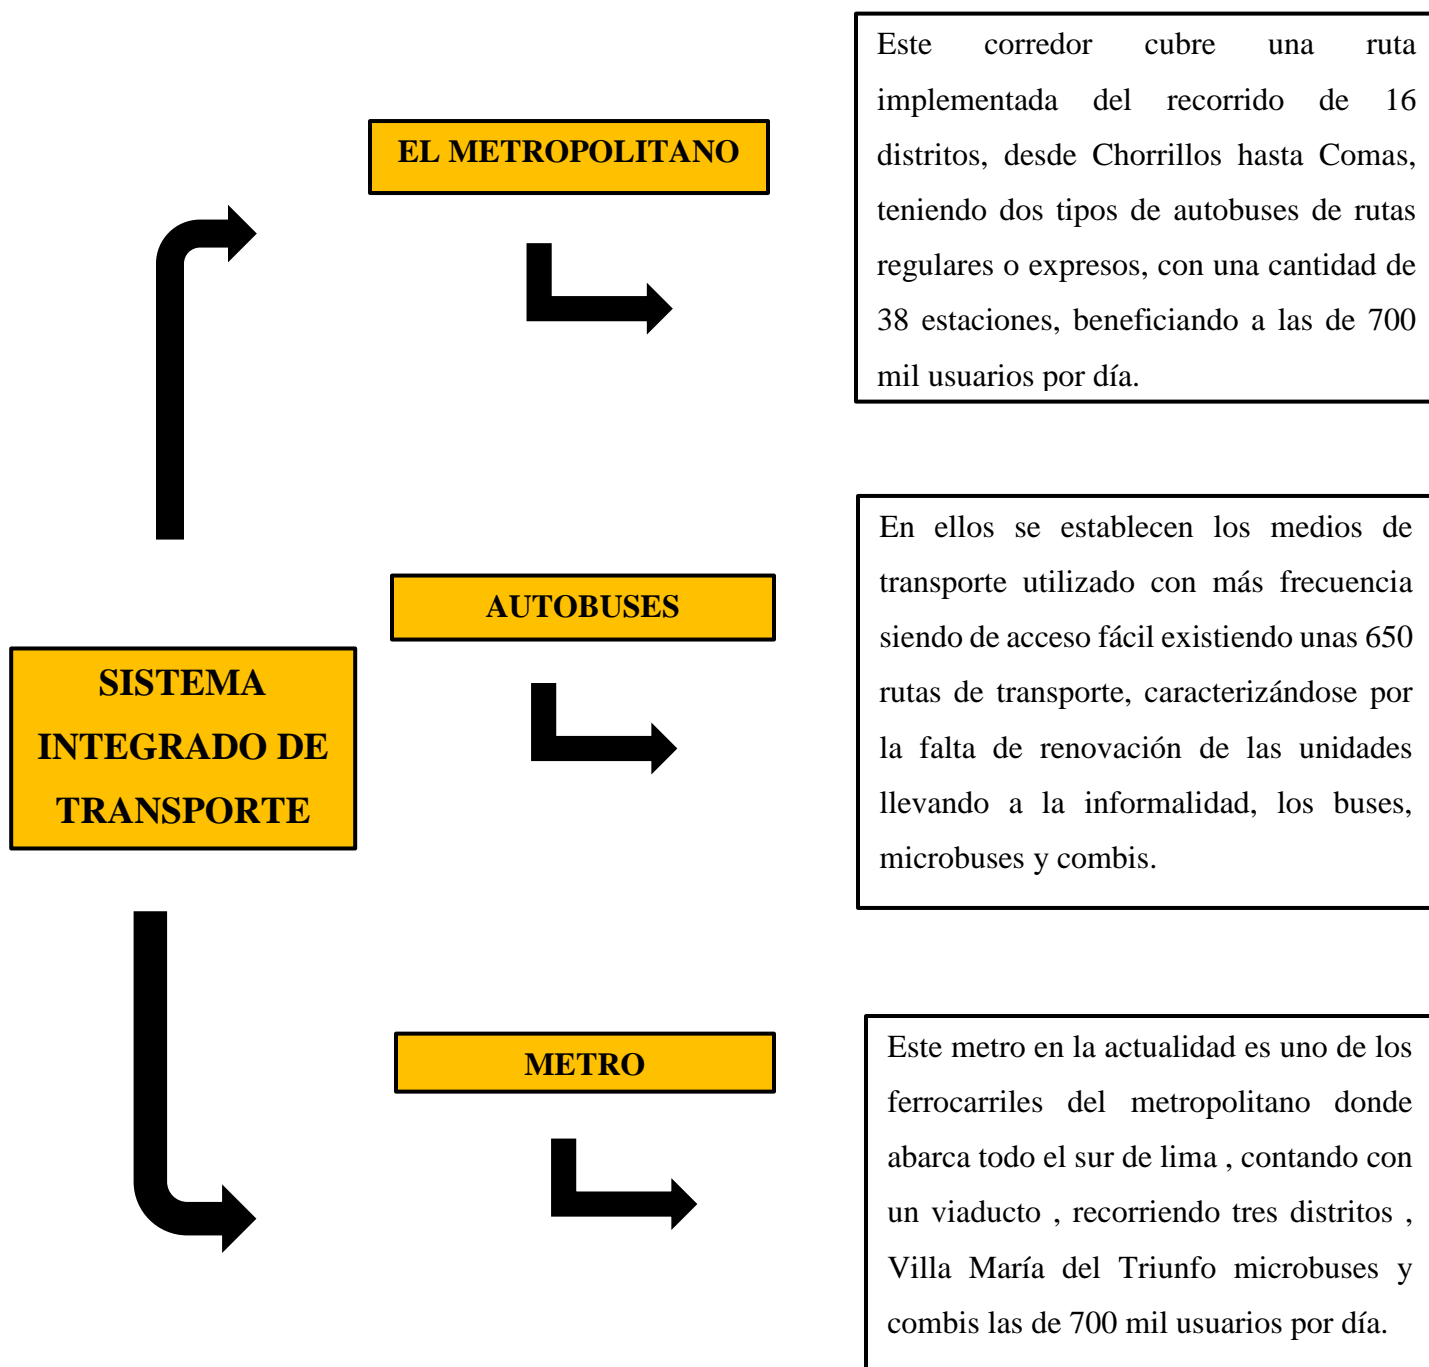 EL METROPOLITANO
Este corredor cubre una ruta
implementada del recorrido de 16
distritos, desde Chorrillos hasta Comas,
teniendo dos tipos de autobuses de rutas
regulares o expresos, con una cantidad de
38 estaciones, beneficiando a las de 700
mil usuarios por día.
SISTEMA
INTEGRADO DE
TRANSPORTE
AUTOBUSES
En ellos se establecen los medios de
transporte utilizado con más frecuencia
siendo de acceso fácil existiendo unas 650
rutas de transporte, caracterizándose por
la falta de renovación de las unidades
llevando a la informalidad, los buses,
microbuses y combis.
METRO
Este metro en la actualidad es uno de los
ferrocarriles del metropolitano donde
abarca todo el sur de lima , contando con
un viaducto , recorriendo tres distritos ,
Villa María del Triunfo microbuses y
combis las de 700 mil usuarios por día.